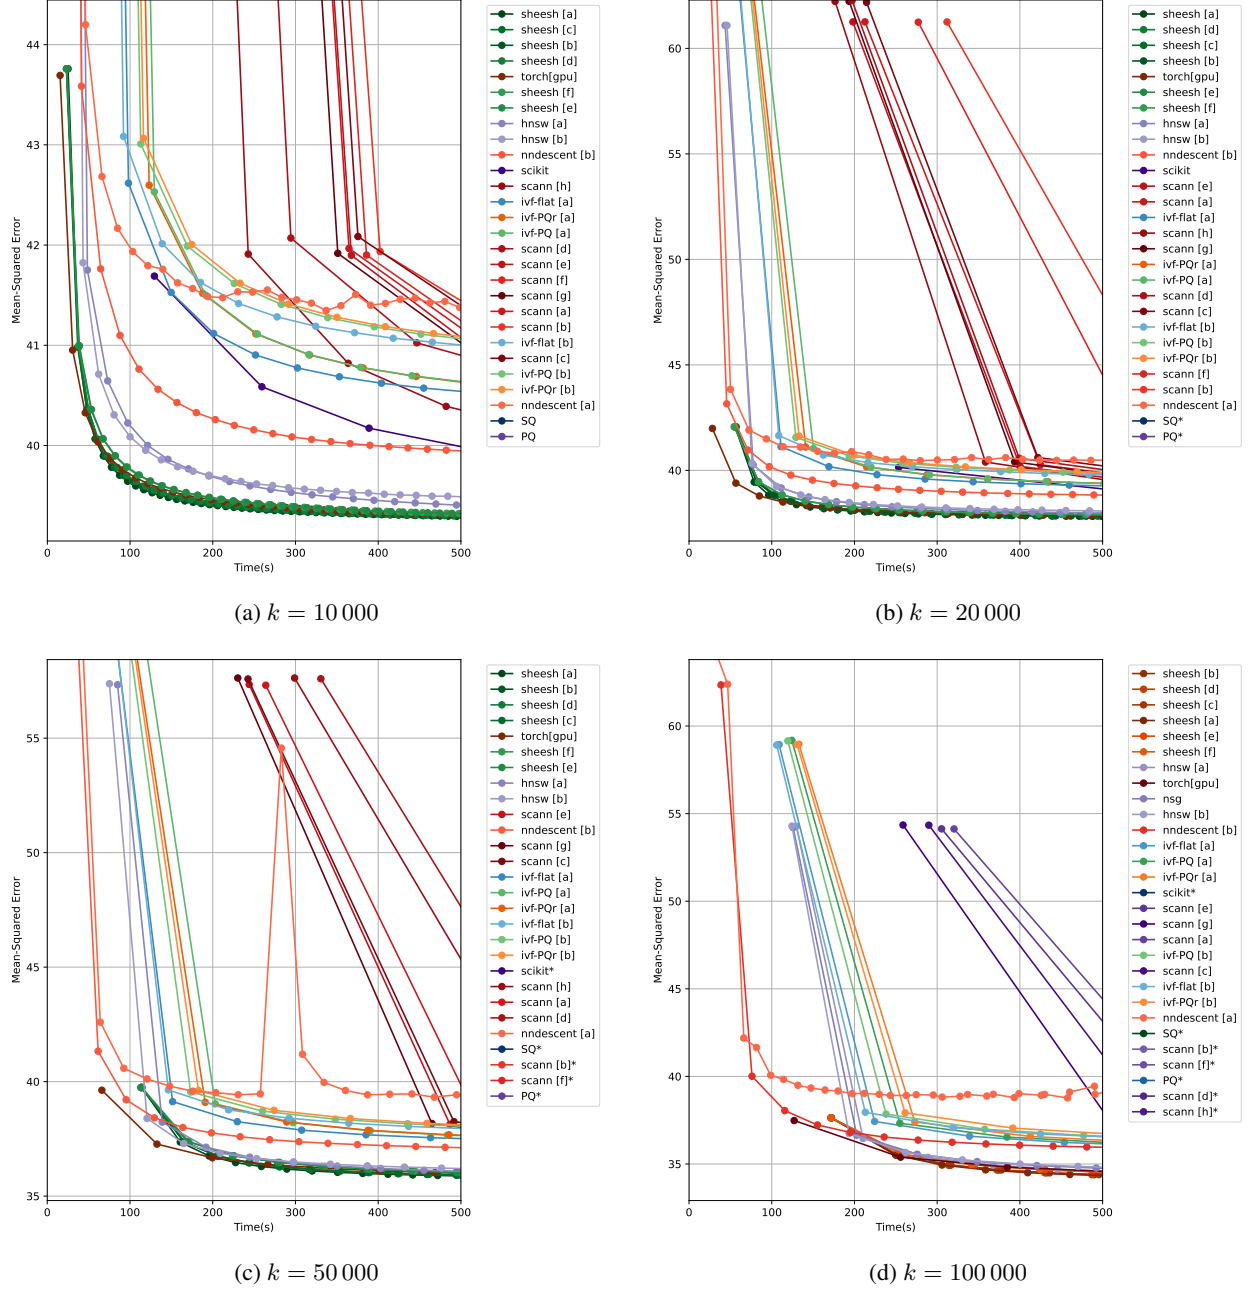 44
43
42
41
40
Mean-Squared Error
0
100
200
300
400
500
Time(s)
sheesh [a]
sheesh [c]
sheesh [b]
sheesh [d]
torch[gpu]
sheesh [f]
sheesh [e]
hnsw [a]
hnsw [b]
nndescent [b]
scikit
scann [h]
ivf-flat [a]
ivf-PQr [a]
ivf-PQ [a]
scann [d]
scann [e]
scann [f]
scann [g]
scann [a]
scann [b]
ivf-flat [b]
scann [c]
ivf-PQ [b]
ivf-PQr [b]
nndescent [a]
SQ
PQ
(a) k = 10 000
60
55
50
45
40
Mean-Squared Error
0
100
200
300
400
500
Time(s)
sheesh [a]
sheesh [d]
sheesh [c]
sheesh [b]
torch[gpu]
sheesh [e]
sheesh [f]
hnsw [a]
hnsw [b]
nndescent [b]
scikit
scann [e]
scann [a]
ivf-flat [a]
scann [h]
scann [g]
ivf-PQr [a]
ivf-PQ [a]
scann [d]
scann [c]
ivf-flat [b]
ivf-PQ [b]
ivf-PQr [b]
scann [f]
scann [b]
nndescent [a]
SQ*
PQ*
(b) k = 20 000
55
50
45
40
35
Mean-Squared Error
0
100
200
300
400
500
Time(s)
sheesh [a]
sheesh [b]
sheesh [d]
sheesh [c]
torch[gpu]
sheesh [f]
sheesh [e]
hnsw [a]
hnsw [b]
scann [e]
nndescent [b]
scann [g]
scann [c]
ivf-flat [a]
ivf-PQ [a]
ivf-PQr [a]
ivf-flat [b]
ivf-PQ [b]
ivf-PQr [b]
scikit*
scann [h]
scann [a]
scann [d]
nndescent [a]
SQ*
scann [b]*
scann [f]*
PQ*
(c) k = 50 000
60
55
50
45
40
35
Mean-Squared Error
0
100
200
300
400
500
Time(s)
sheesh [b]
sheesh [d]
sheesh [c]
sheesh [a]
sheesh [e]
sheesh [f]
hnsw [a]
torch[gpu]
nsg
hnsw [b]
nndescent [b]
ivf-flat [a]
ivf-PQ [a]
ivf-PQr [a]
scikit*
scann [e]
scann [g]
scann [a]
ivf-PQ [b]
scann [c]
ivf-flat [b]
ivf-PQr [b]
nndescent [a]
SQ*
scann [b]*
scann [f]*
PQ*
scann [d]*
scann [h]*
(d) k = 100 000